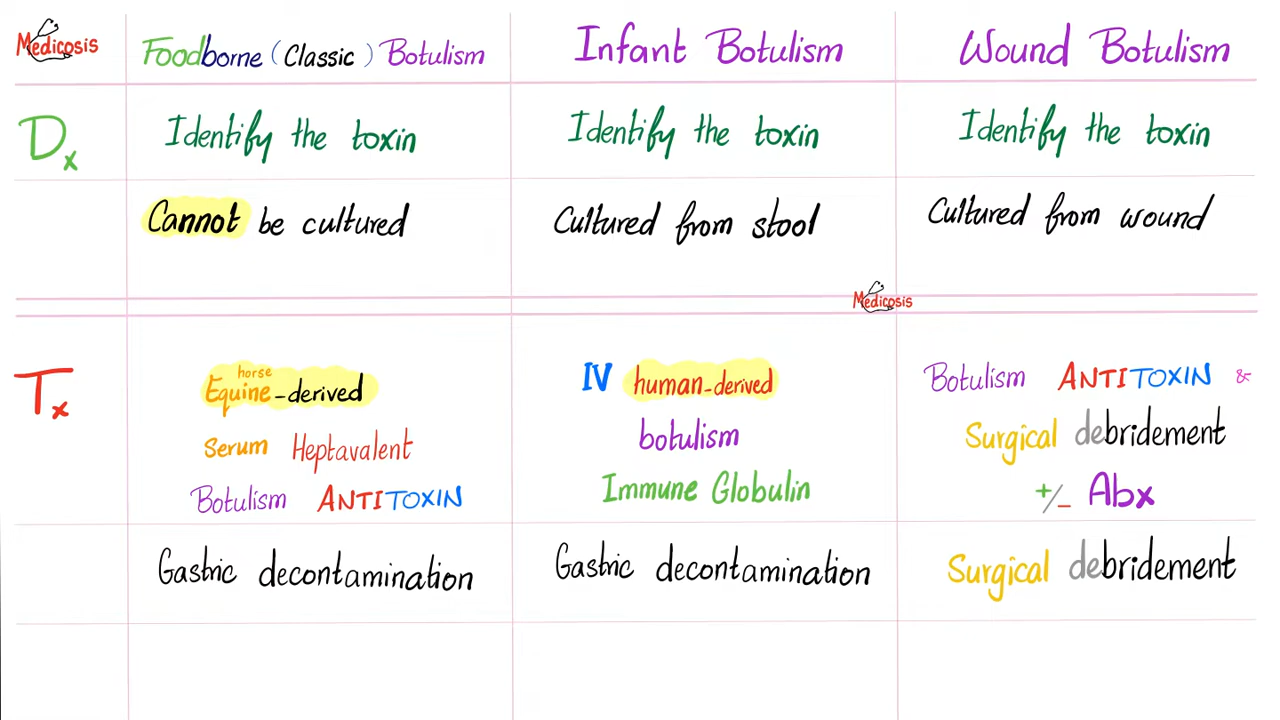 Medicosis
Foodborne (Classic) Botulism
Infant Botulism
Wound Botulism
Dx
Identify the toxin
Identify the toxin
Identify the toxin
Cannot be cultured
Cultured from stool
Cultured from wound
Medicosis
Tx
horse
Equine-derived
Serum Heptavalent
Botulism ANTITOXIN
IV human-derived
botulism
Immune Globulin
Botulism ANTITOXIN &
Surgical debridement
+/- Abx
Gastric decontamination
Gastric decontamination
Surgical debridement